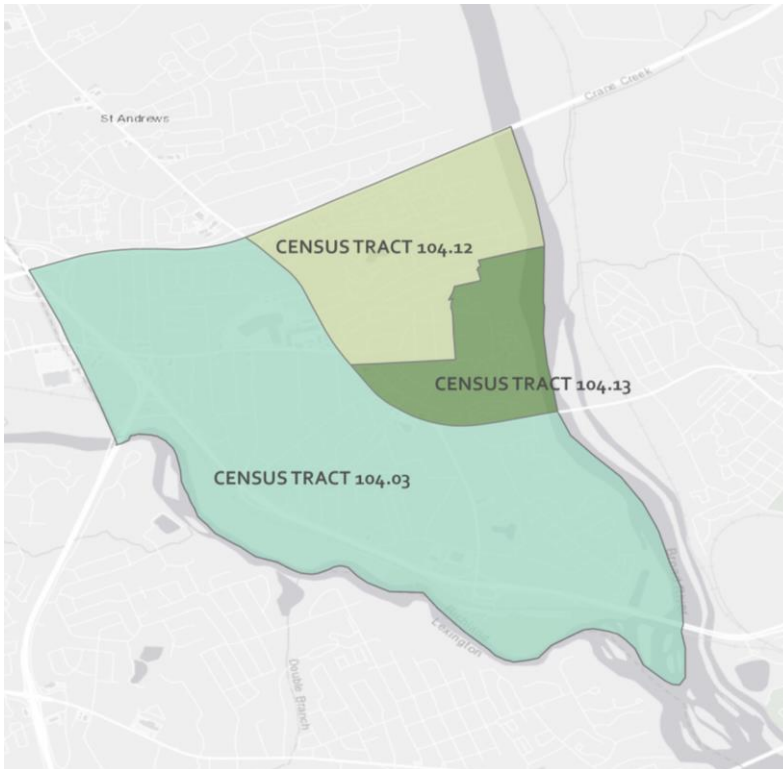 Crane Creek
St Andrews
CENSUS TRACT 104.12
CENSUS TRACT 104.13
CENSUS TRACT 104.03
Lexington
Double Branch